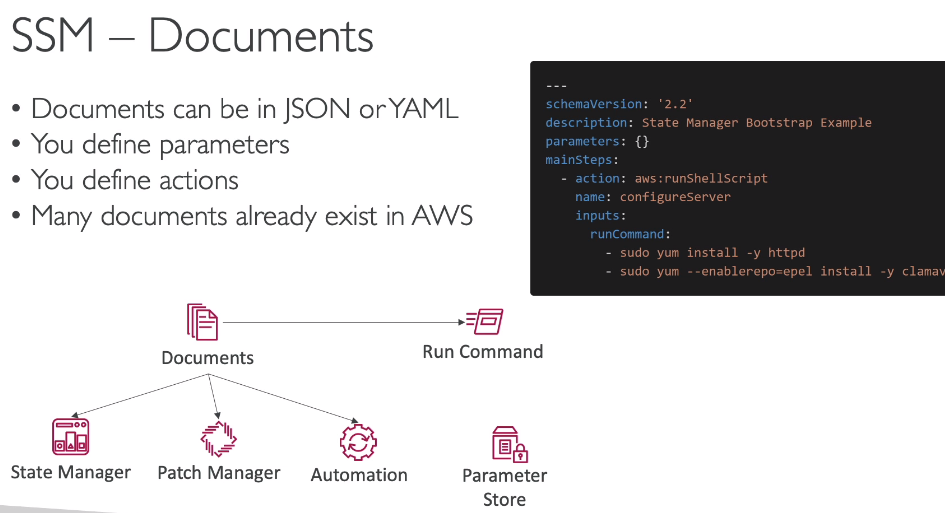 SSM – Documents
• Documents can be in JSON or YAML
• You define parameters
• You define actions
• Many documents already exist in AWS
---
schemaVersion: '2.2'
description: State Manager Bootstrap Example
parameters: {}
mainSteps:
  - action: aws:runShellScript
    name: configureServer
    inputs:
      runCommand:
        - sudo yum install -y httpd
        - sudo yum --enablerepo=epel install -y clamav
Documents
Run Command
State Manager
Patch Manager
Automation
Parameter
Store